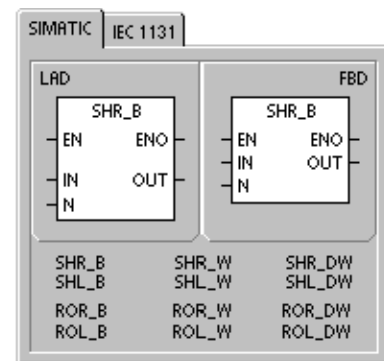 SIMATIC IEC 1131
LAD FBD
SHR_B SHR_B
EN ENO EN ENO
IN OUT IN OUT
N N
SHR_B SHR_W SHR_DW
SHL_B SHL_W SHL_DW
ROR_B ROR_W ROR_DW
ROL_B ROL_W ROL_DW